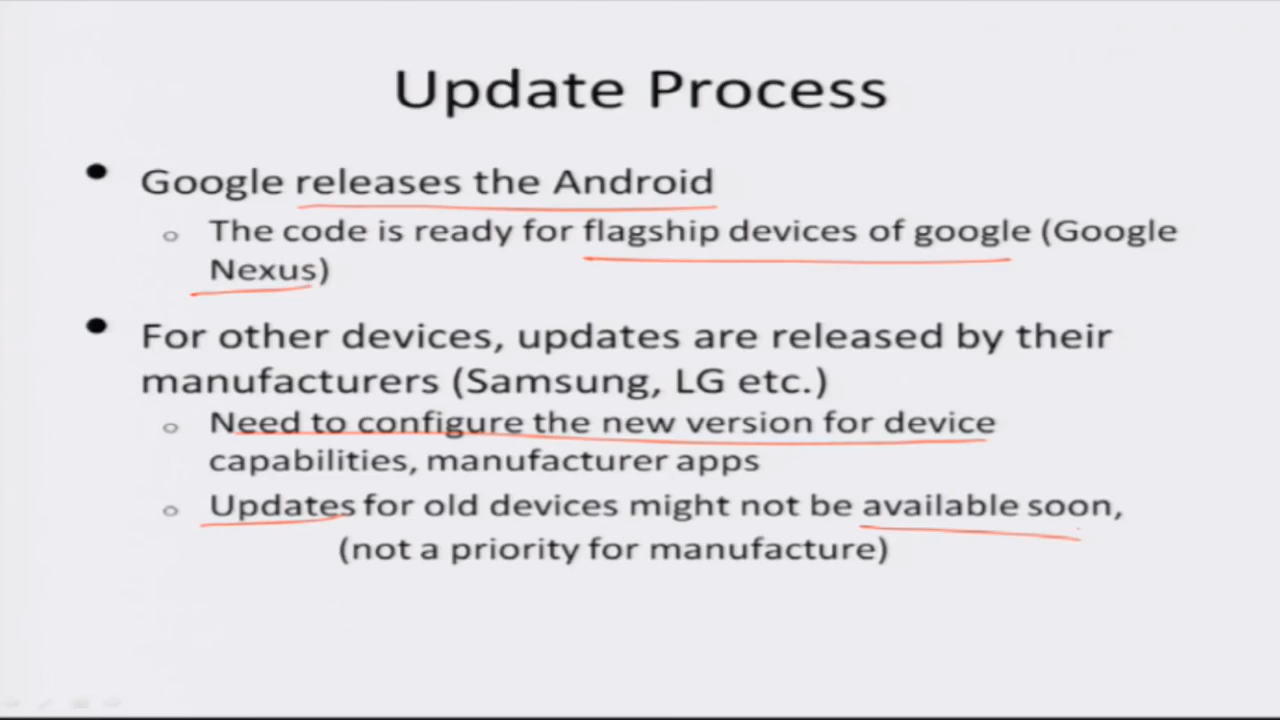 Update Process
• Google releases the Android
○ The code is ready for flagship devices of google (Google
Nexus)
• For other devices, updates are released by their
manufacturers (Samsung, LG etc.)
○ Need to configure the new version for device
capabilities, manufacturer apps
○ Updates for old devices might not be available soon,
(not a priority for manufacture)